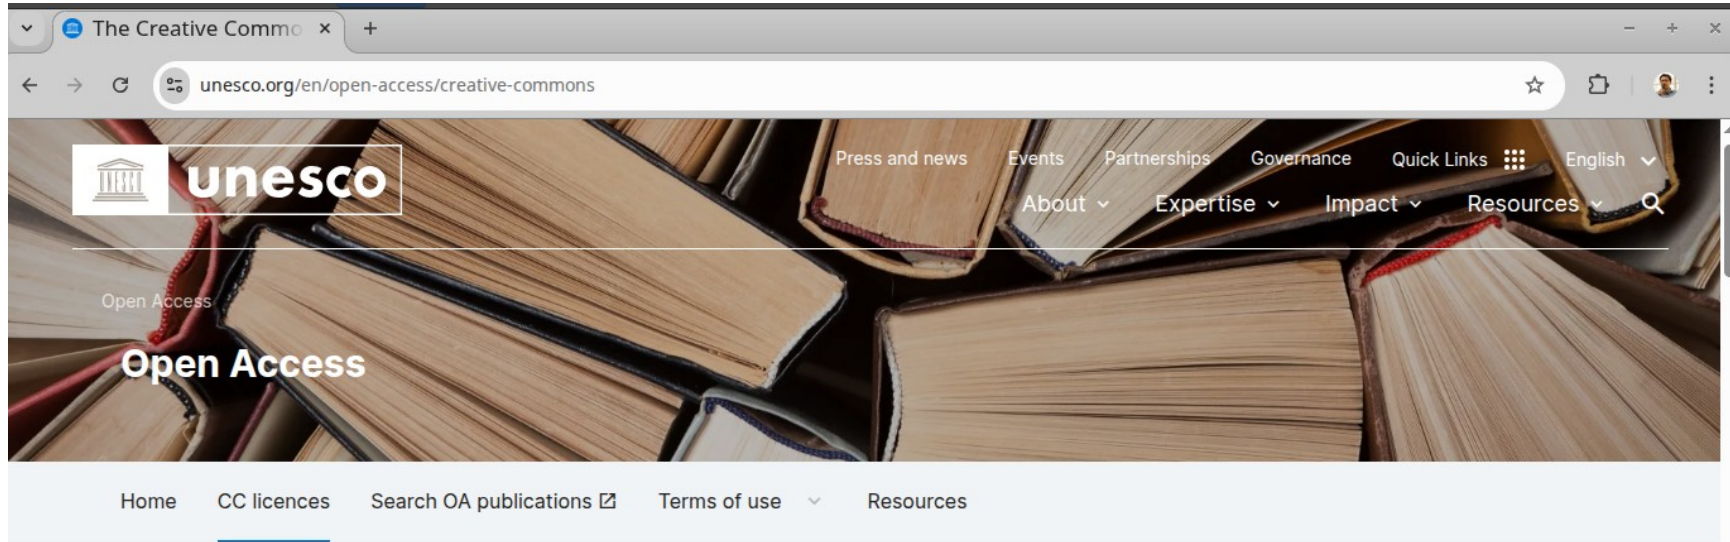 The Creative Commo
unesco.org/en/open-access/creative-commons
unesco
Press and news Events Partnerships Governance Quick Links English
About Expertise Impact Resources
Open Access
Open Access
Home CC licences Search OA publications Terms of use Resources